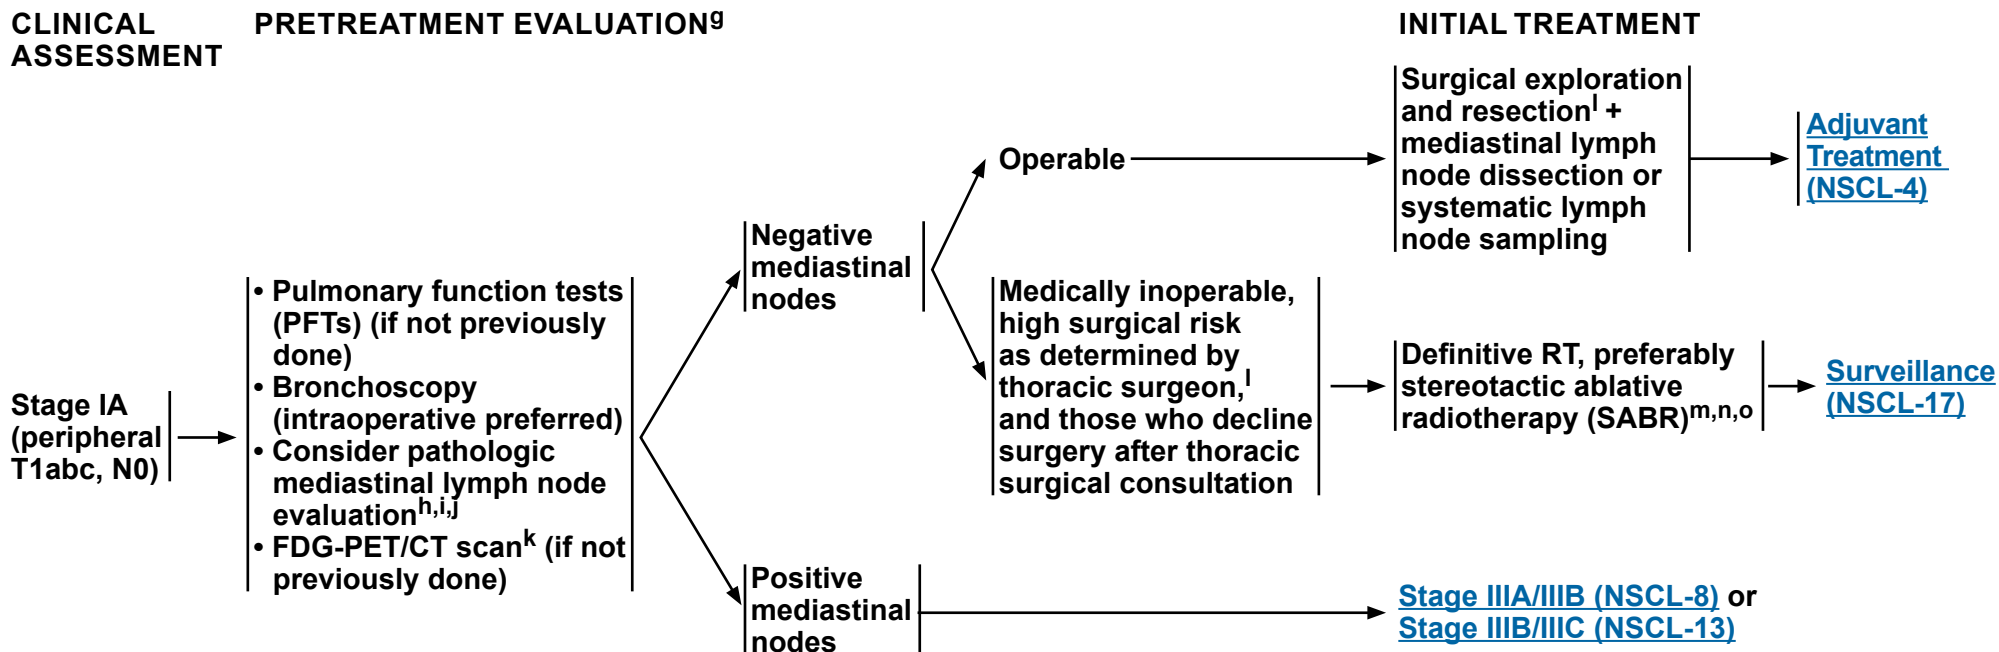 CLINICAL
ASSESSMENT
PRETREATMENT EVALUATIONg
INITIAL TREATMENT
Stage IA
(peripheral
T1abc, N0)
• Pulmonary function tests
(PFTs) (if not previously
done)
• Bronchoscopy
(intraoperative preferred)
• Consider pathologic
mediastinal lymph node
evaluationh,i,j
• FDG-PET/CT scank (if not
previously done)
Negative
mediastinal
nodes
Operable
Surgical exploration
and resectionl +
mediastinal lymph
node dissection or
systematic lymph
node sampling
Adjuvant
Treatment
(NSCL-4)
Medically inoperable,
high surgical risk
as determined by
thoracic surgeon,l
and those who decline
surgery after thoracic
surgical consultation
Definitive RT, preferably
stereotactic ablative
radiotherapy (SABR)m,n,o
Surveillance
(NSCL-17)
Positive
mediastinal
nodes
Stage IIIA/IIIB (NSCL-8) or
Stage IIIB/IIIC (NSCL-13)